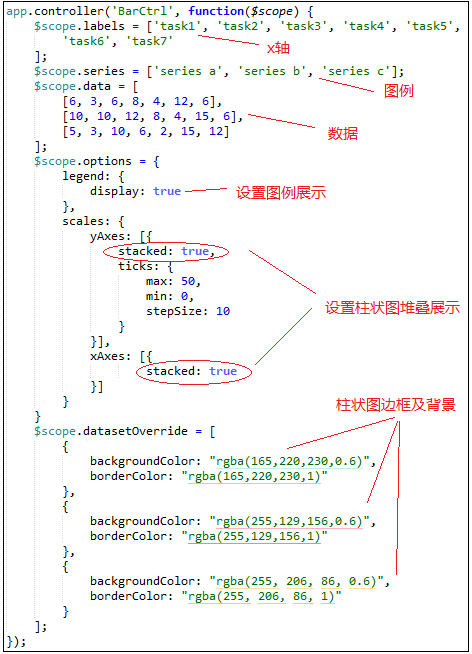 app.controller('BarCtrl', function($scope) {
$scope.labels = ['task1', 'task2', 'task3', 'task4', 'task5',
'task6', 'task7'
x轴
];
$scope.series = ['series a', 'series b', 'series c'];
图例
$scope.data = [
[6, 3, 6, 8, 4, 12, 6],
[10, 10, 12, 8, 4, 15, 6],
数据
[5, 3, 10, 6, 2, 15, 12]
];
$scope.options = {
legend: {
display: true
设置图例展示
},
scales: {
yAxes: [{
stacked: true,
ticks: {
max: 50,
min: 0,
设置柱状图堆叠展示
stepSize: 10
}
}],
xAxes: [{
stacked: true
}]
}
柱状图边框及背景
}
$scope.datasetOverride = [
{
backgroundColor: "rgba(165,220,230,0.6)",
borderColor: "rgba(165,220,230,1)"
},
{
backgroundColor: "rgba(255,129,156,0.6)",
borderColor: "rgba(255,129,156,1)"
},
{
backgroundColor: "rgba(255, 206, 86, 0.6)",
borderColor: "rgba(255, 206, 86, 1)"
}
];
});